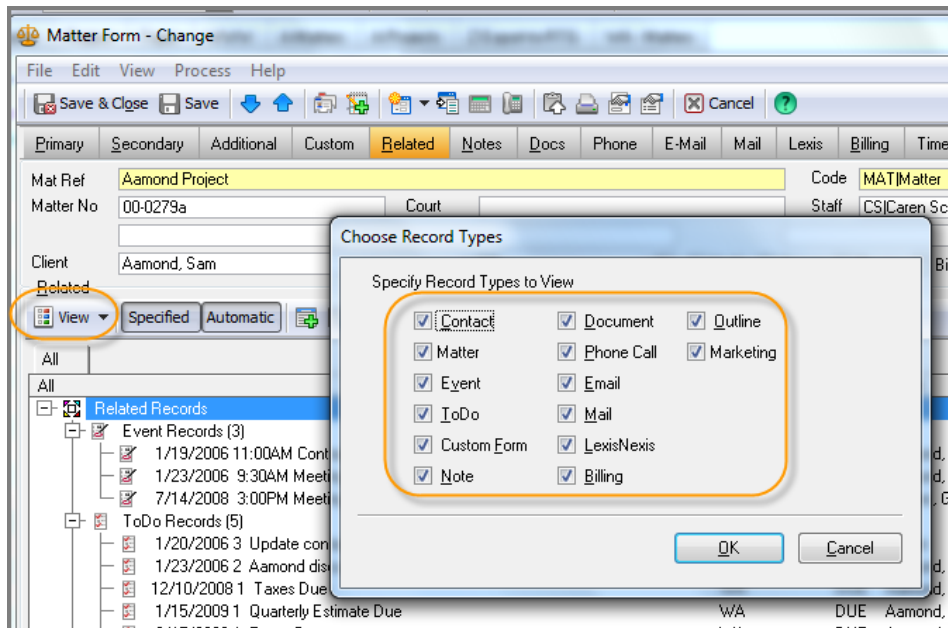 Matter Form - Change
File Edit View Process Help
Save & Close Save Cancel ?
Primary Secondary Additional Custom Related Notes Docs Phone E-Mail Mail Lexis Billing Time
Mat Ref Aamond Project Code MAT|Matter
Matter No 00-0279a Court Staff CS|Caren Sc
Choose Record Types
Client Aamond, Sam Bi
Related
Specify Record Types to View
View Specified Automatic
Contact Document Outline
All Matter Phone Call Marketing
All Event Email
Related Records ToDo Mail
Event Records (3) Custom Form LexisNexis
1/19/2006 11:00AM Cont d,
1/23/2006 9:30AM Meeti Note Billing d,
7/14/2008 3:00PM Meeti , G
ToDo Records (5)
1/20/2006 3 Update con OK Cancel
1/23/2006 2 Aamond dis d,
12/10/2008 1 Taxes Due d,
1/15/2009 1 Quarterly Estimate Due WA DUE Aamond,